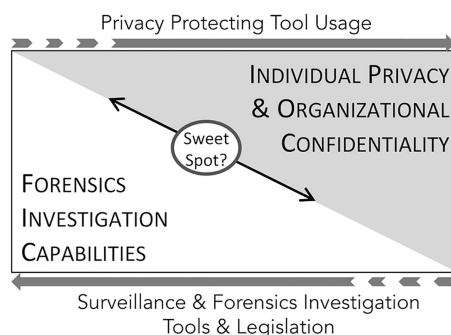 Privacy Protecting Tool Usage
INDIVIDUAL PRIVACY
& ORGANIZATIONAL
CONFIDENTIALITY
Sweet
Spot?
FORENSICS
INVESTIGATION
CAPABILITIES
Surveillance & Forensics Investigation
Tools & Legislation